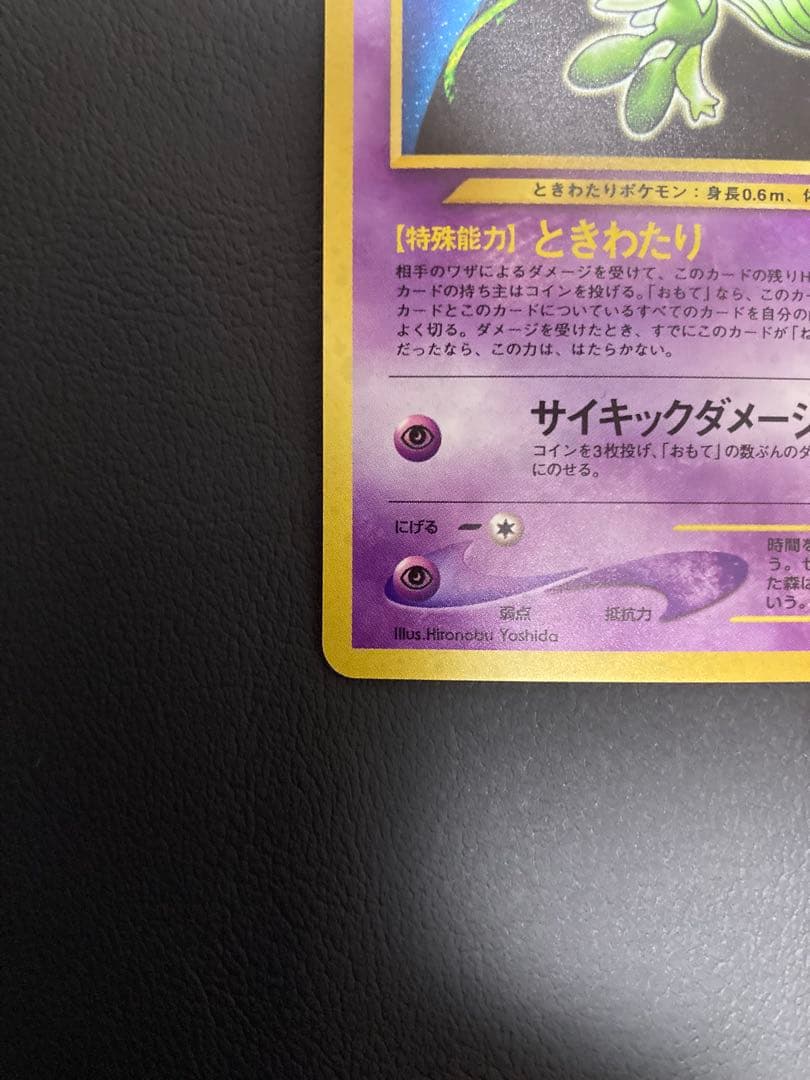 ときわたりポケモン：身長0.6m、
【特殊能力】ときわたり
相手のワザによるダメージを受けて、このカードの残りH
カードの持ち主はコインを投げる。「おもて」なら、このカー
カードとこのカードについているすべてのカードを自分の
よく切る。ダメージを受けたとき、すでにこのカードが「ね
だったなら、この力は、はたらかない。
サイキックダメージ
コインを3枚投げ、「おもて」の数ぶんのダ
にのせる。
にげる
時間を
う。セ
た森は
いう。
弱点 抵抗力
Illus.Hironobu Yoshida